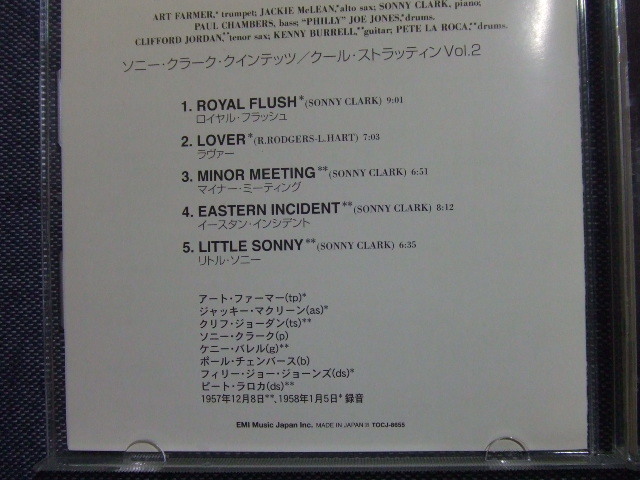 ART FARMER,* trumpet; JACKIE McLEAN,*alto sax; SONNY CLARK, piano;
PAUL CHAMBERS, bass; "PHILLY" JOE JONES,*drums.
CLIFFORD JORDAN,**tenor sax; KENNY BURRELL,**guitar; PETE LA ROCA,**drums.
ソニー・クラーク・クインテッツ/クール・ストラッティンVol.2
1. ROYAL FLUSH*(SONNY CLARK) 9:01
ロイヤル・フラッシュ
2. LOVER*(R.RODGERS-L.HART) 7:03
ラヴァー
3. MINOR MEETING**(SONNY CLARK) 6:51
マイナー・ミーティング
4. EASTERN INCIDENT**(SONNY CLARK) 8:12
イースタン・インシデント
5. LITTLE SONNY**(SONNY CLARK) 6:35
リトル・ソニー
アート・ファーマー(tp)*
ジャッキー・マクリーン(as)*
クリフ・ジョーダン(ts)**
ソニー・クラーク(p)
ケニー・バレル(g)**
ポール・チェンバース(b)
フィリー・ジョー・ジョーンズ(ds)*
ピート・ラロカ(ds)**
1957年12月8日**、1958年1月5日*録音
EMI Music Japan Inc. MADE IN JAPAN Ⓗ TOCJ-8655